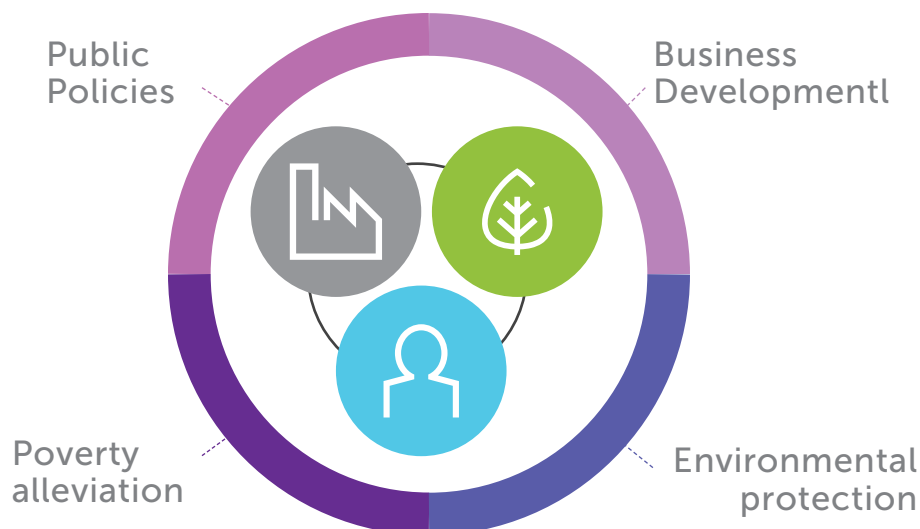 Public
Policies
Business
Developmentl
Poverty
alleviation
Environmental
protection